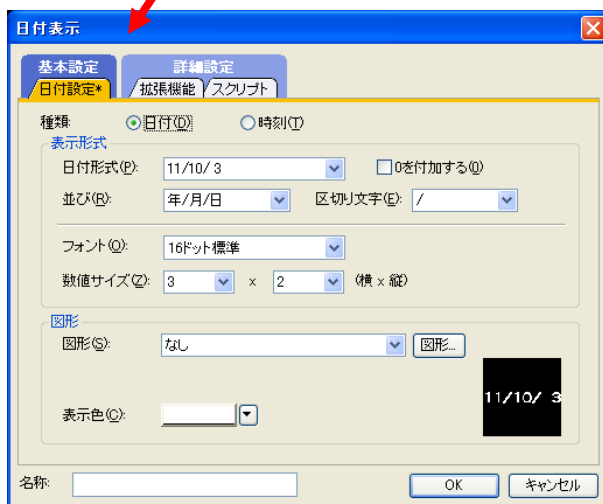 日付表示
基本設定 詳細設定
日付設定* 拡張機能 スクリプト
種類: 日付(D) 時刻(T)
表示形式
日付形式(P): 11/10/ 3 0を付加する(0)
並び(R): 年/月/日 区切り文字(E): /
フォント(O): 16ドット標準
数値サイズ(Z): 3 x 2 (横 x 縦)
図形
図形(S): なし 図形...
11/10/ 3
表示色(C):
名称: OK キャンセル